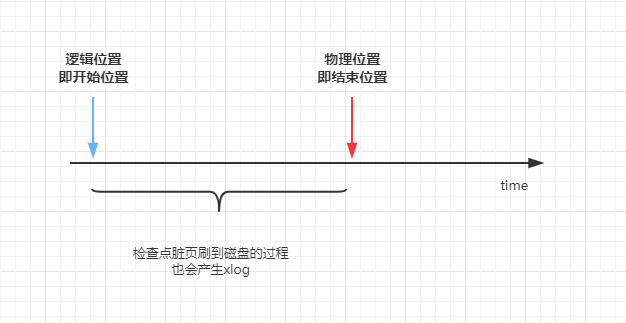 逻辑位置
即开始位置
物理位置
即结束位置
time
检查点脏页刷到磁盘的过程
也会产生xlog